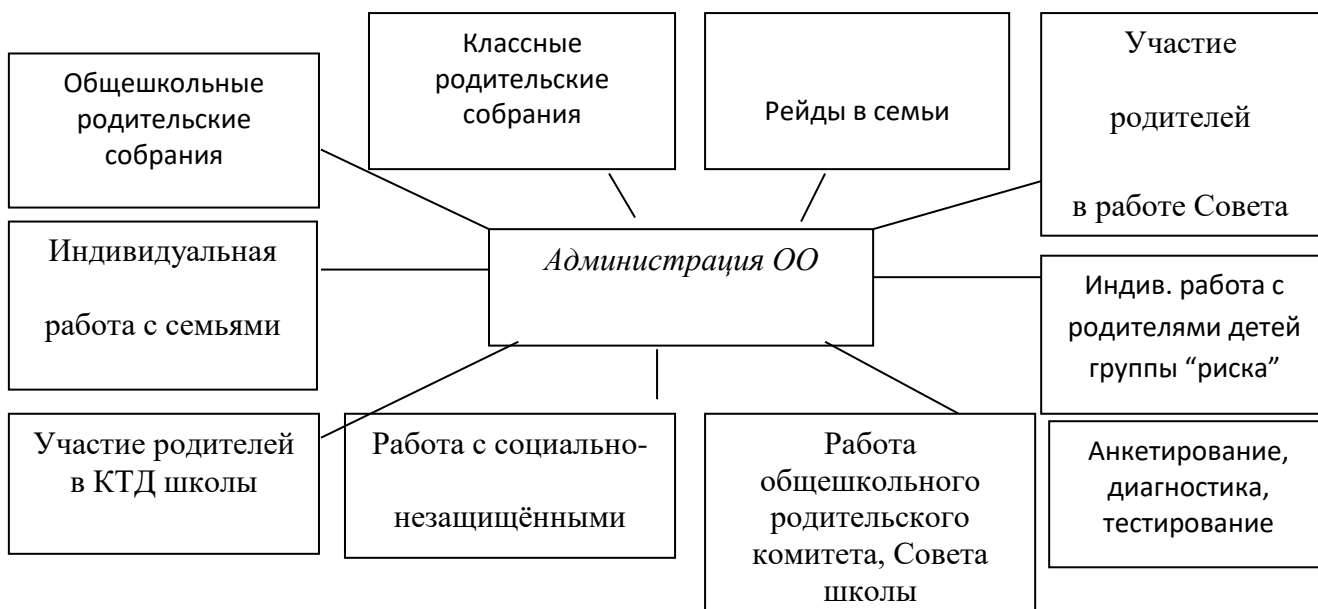 Общешкольные
родительские
собрания
Классные
родительские
собрания
Рейды в семьи
Участие
родителей
в работе Совета
Индивидуальная
работа с семьями
Администрация ОО
Индив. работа с
родителями детей
группы “риска”
Участие родителей
в КТД школы
Работа с социально-
незащищёнными
Работа
общешкольного
родительского
комитета, Совета
школы
Анкетирование,
диагностика,
тестирование